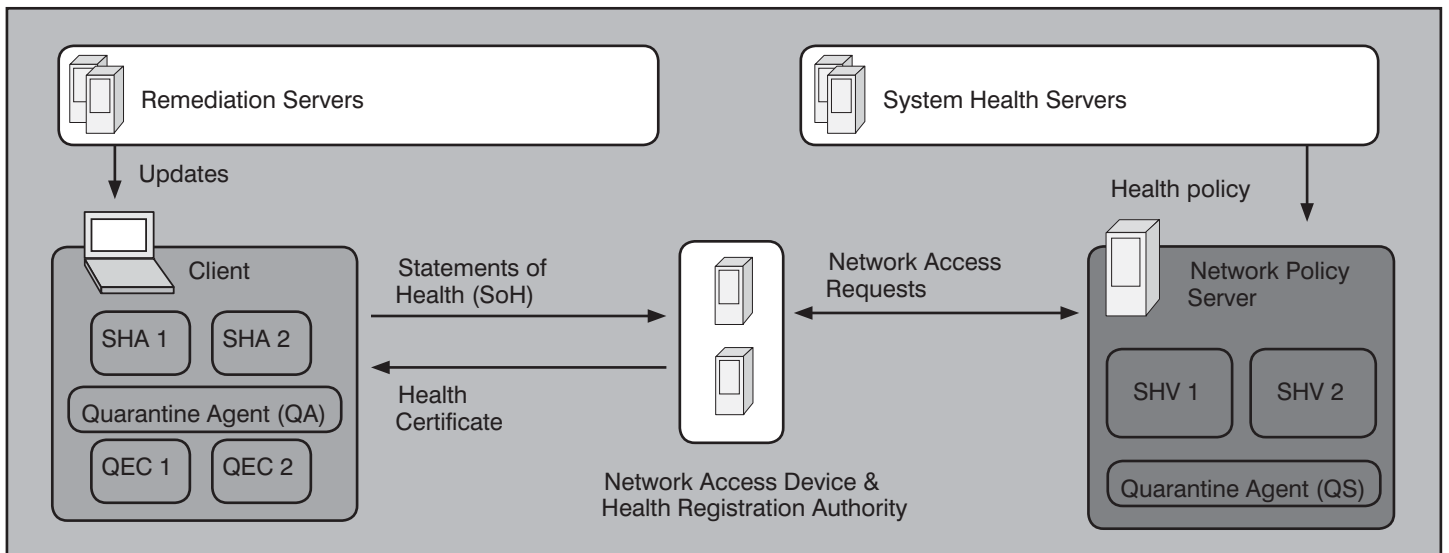 Remediation Servers
System Health Servers
Updates
Health policy
Client
Statements of
Health (SoH)
Network Access
Requests
Network Policy
Server
SHA 1
SHA 2
SHV 1
SHV 2
Quarantine Agent (QA)
Health
Certificate
QEC 1
QEC 2
Network Access Device &
Health Registration Authority
Quarantine Agent (QS)